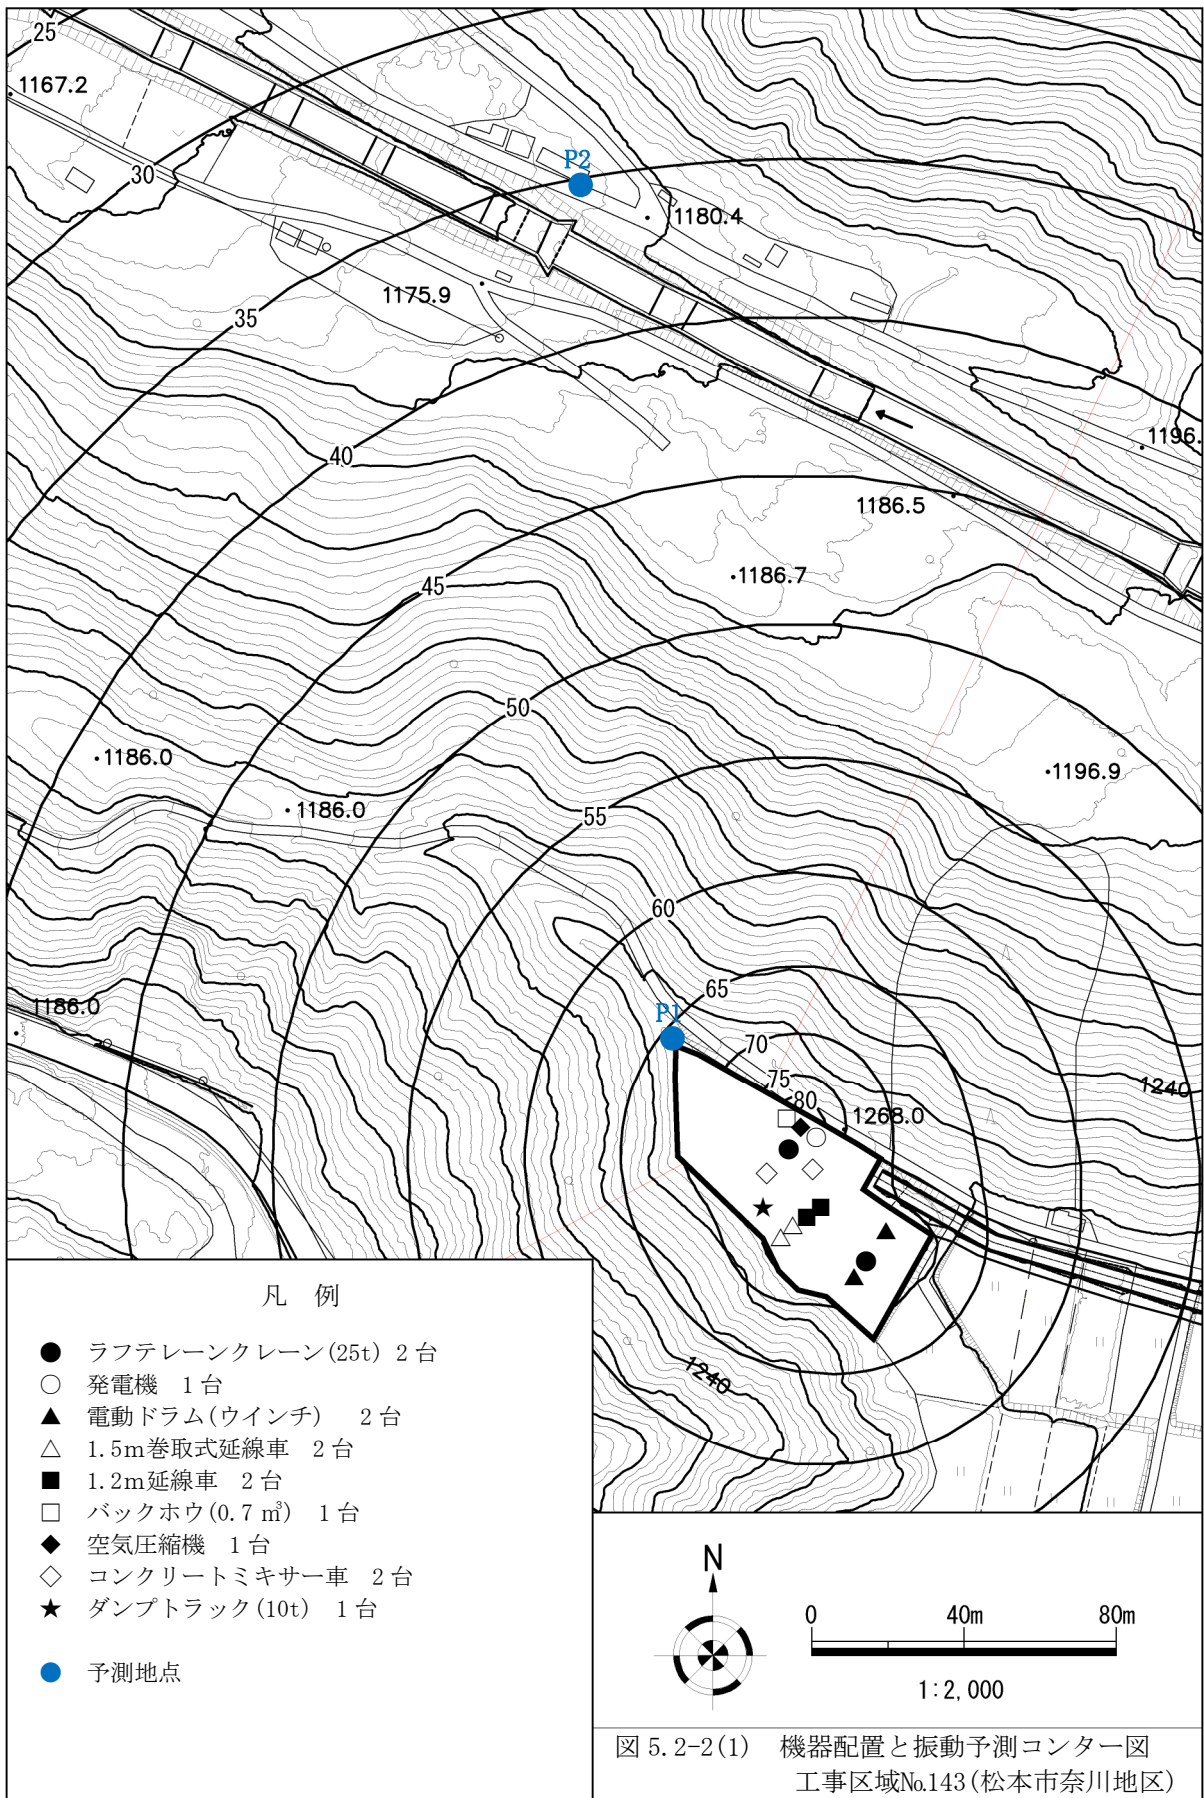 25
1167.2
30
P2
1180.4
1175.9
35
1196.
40
1186.5
1186.7
45
50
1186.0
1196.9
1186.0
55
60
65
1186.0
P1
70
75
80
1268.0
1240
1240
凡 例
● ラフテレーンクレーン(25t) 2台
○ 発電機 1台
▲ 電動ドラム(ウインチ) 2台
△ 1.5m巻取式延線車 2台
■ 1.2m延線車 2台
□ バックホウ(0.7㎥) 1台
◆ 空気圧縮機 1台
◇ コンクリートミキサー車 2台
★ ダンプトラック(10t) 1台
● 予測地点
N
0 40m 80m
1:2,000
図5.2-2(1) 機器配置と振動予測コンター図
工事区域№143(松本市奈川地区)